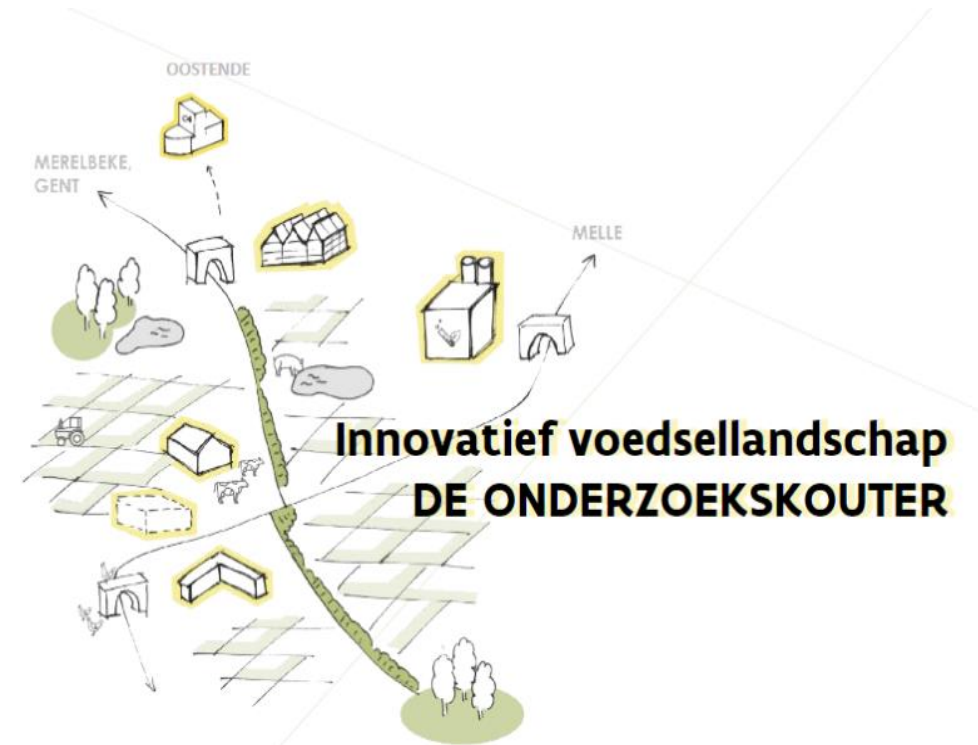 OOSTENDE
MERELBEKE,
GENT
MELLE
Innovatief voedsellandschap
DE ONDERZOEKSKOUTER